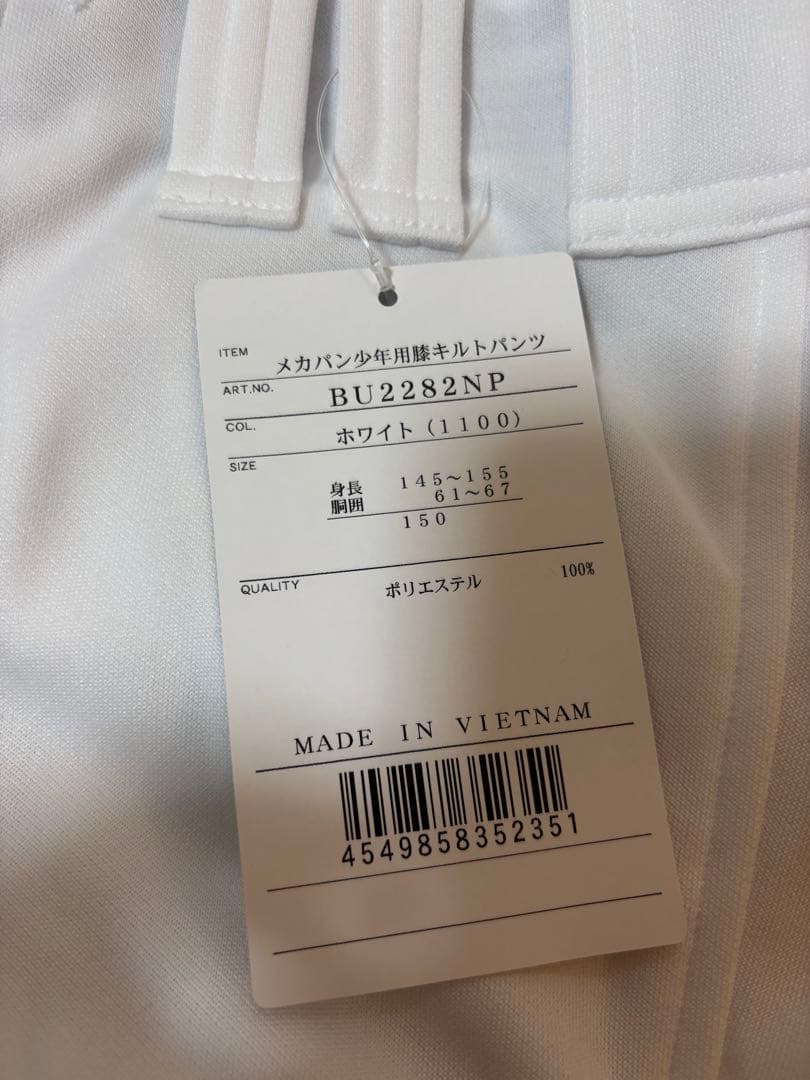 ITEM メカパン少年用膝キルトパンツ
ART.NO. BU2282NP
COL. ホワイト(1100)
SIZE
身長 145~155
胴囲 61~67
150
QUALITY ポリエステル 100%
MADE IN VIETNAM
4549858352351